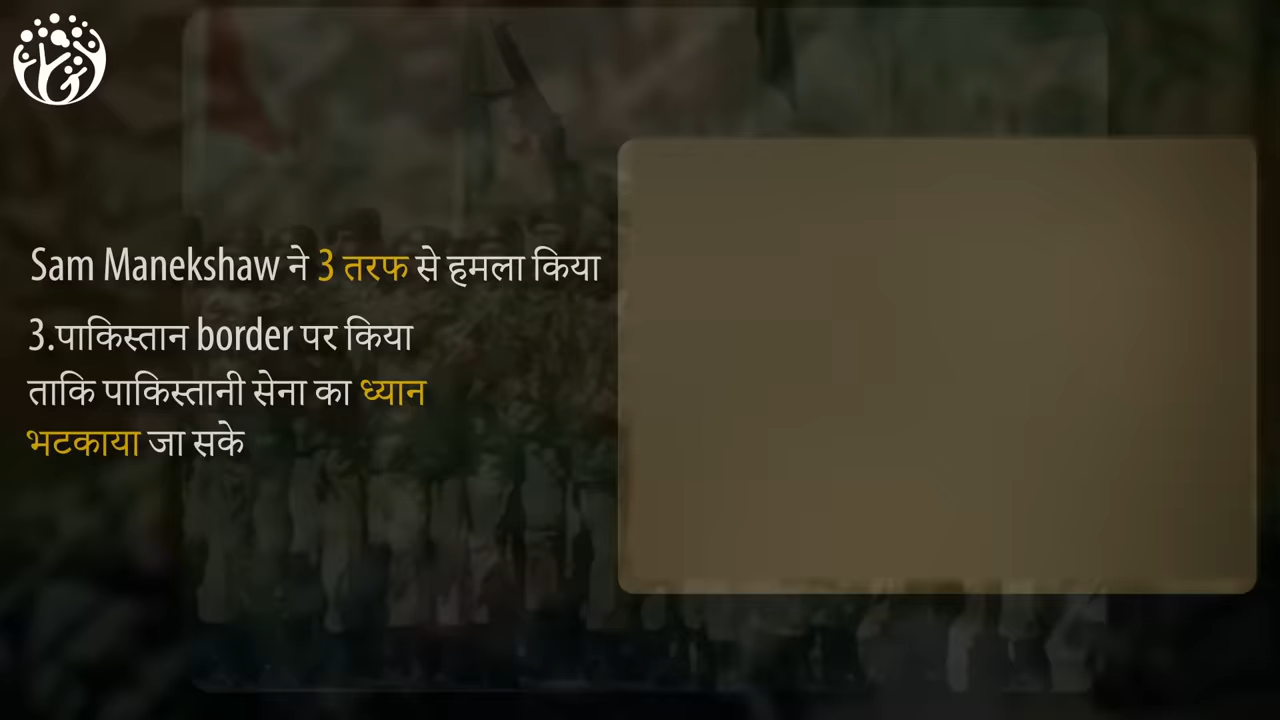 Sam Manekshaw ने 3 तरफ से हमला किया
3.पाकिस्तान border पर किया
ताकि पाकिस्तानी सेना का ध्यान
भटकाया जा सके